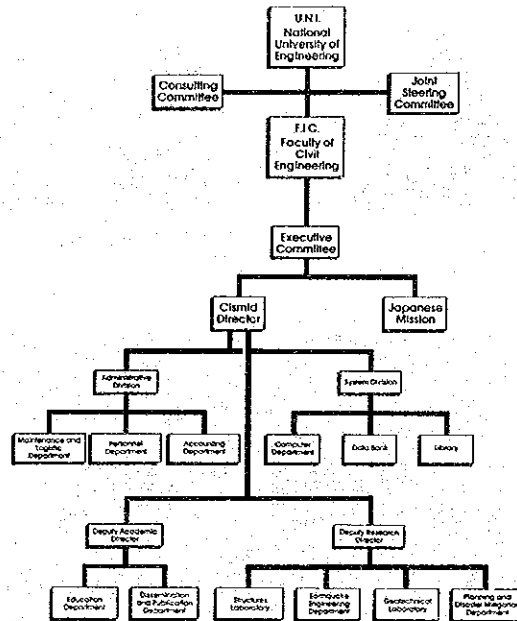 U.N.I.
National
University of
Engineering
Consulting
Committee
Joint
Steering
Committee
F.I.C.
Faculty of
Civil
Engineering
Executive
Committee
Cismid
Director
Japanese
Mission
Administrative
Division
System Division
Maintenance and
Logistic
Department
Personnel
Department
Accounting
Department
Computer
Department
Data Bank
Library
Deputy Academic
Director
Deputy Research
Director
Education
Department
Dissemination
and Publication
Department
Structures
Laboratory
Earthquake
Engineering
Department
Geotechnical
Laboratory
Planning and
Disaster Mitigation
Department